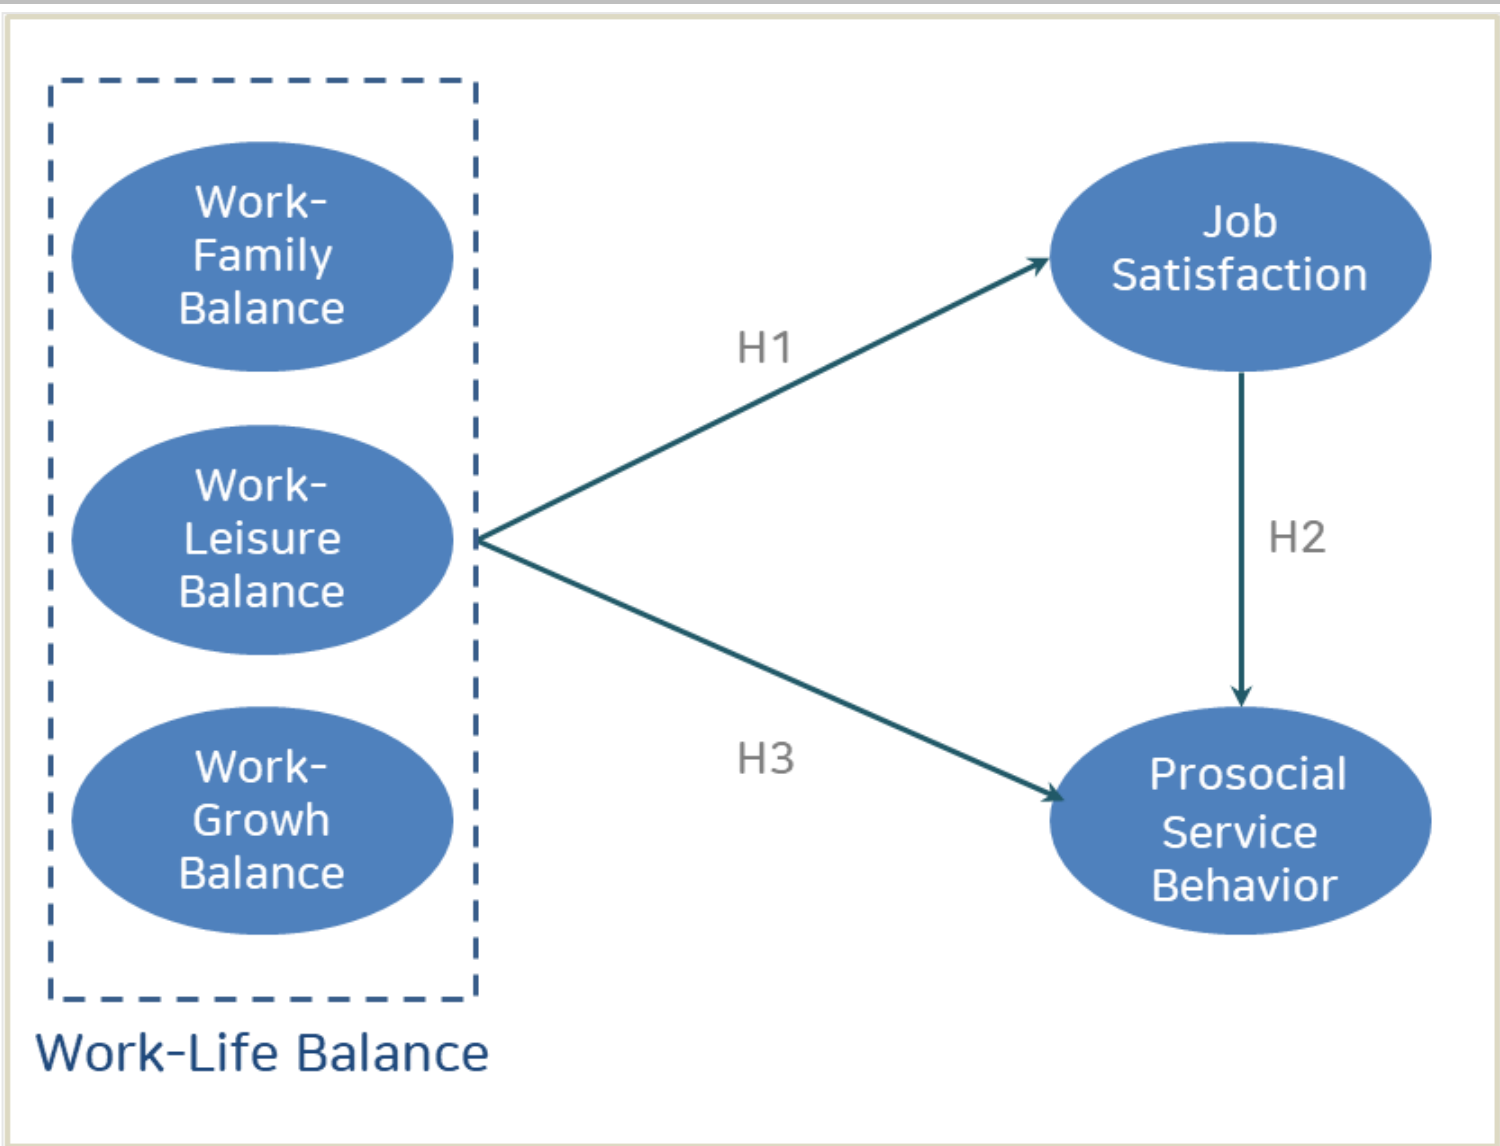 Work-
Family
Balance
Work-
Leisure
Balance
Work-
Growh
Balance
Work-Life Balance
H1
H3
Job
Satisfaction
H2
Prosocial
Service
Behavior